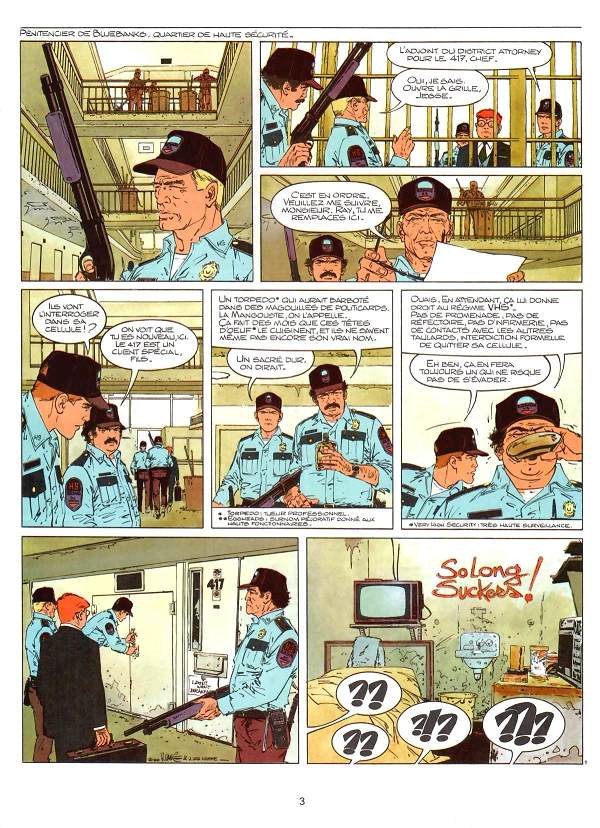 PÉNITENCIER DE BLUEBANKS, QUARTIER DE HAUTE SÉCURITÉ...
L'ADJOINT DU DISTRICT ATTORNEY
POUR LE 417, CHEF.
OUI, JE SAIS.
OUVRE LA GRILLE,
JESSE.
C'EST EN ORDRE.
VEUILLEZ ME SUIVRE,
MONSIEUR. RAY, TU ME
REMPLACES ICI.
ILS VONT
L'INTERROGER
DANS SA
CELLULE!?
ON VOIT QUE
TU ES NOUVEAU, ICI.
LE 417 EST UN
CLIENT SPÉCIAL,
FILS.
UN TORPEDO* QUI AURAIT BARBOTÉ
DANS DES MAGOUILLES DE POLITICARDS.
LA MANGOUSTE, ON L'APPELLE.
ÇA FAIT DES MOIS QUE CES TÊTES
D'OEUF** LE CUISINENT, ET ILS NE SAVENT
MÊME PAS ENCORE SON VRAI NOM.
UN SACRÉ DUR,
ON DIRAIT.
* TORPEDO: TUEUR PROFESSIONNEL.
** EGGHEADS: SURNOM PÉJORATIF DONNÉ AUX
HAUTS FONCTIONNAIRES.
OUAIS. EN ATTENDANT, ÇA LUI DONNE
DROIT AU RÉGIME VHS*...
PAS DE PROMENADE, PAS DE
RÉFECTOIRE, PAS D'INFIRMERIE, PAS
DE CONTACTS AVEC LES AUTRES
TAULARDS, INTERDICTION FORMELLE
DE QUITTER SA CELLULE.
EH BEN, ÇA EN FERA
TOUJOURS UN QUI NE RISQUE
PAS DE S'ÉVADER.
*VERY HIGH SECURITY: TRÈS HAUTE SURVEILLANCE.
417
So Long
Suckers!
??
?
!?!
???
3